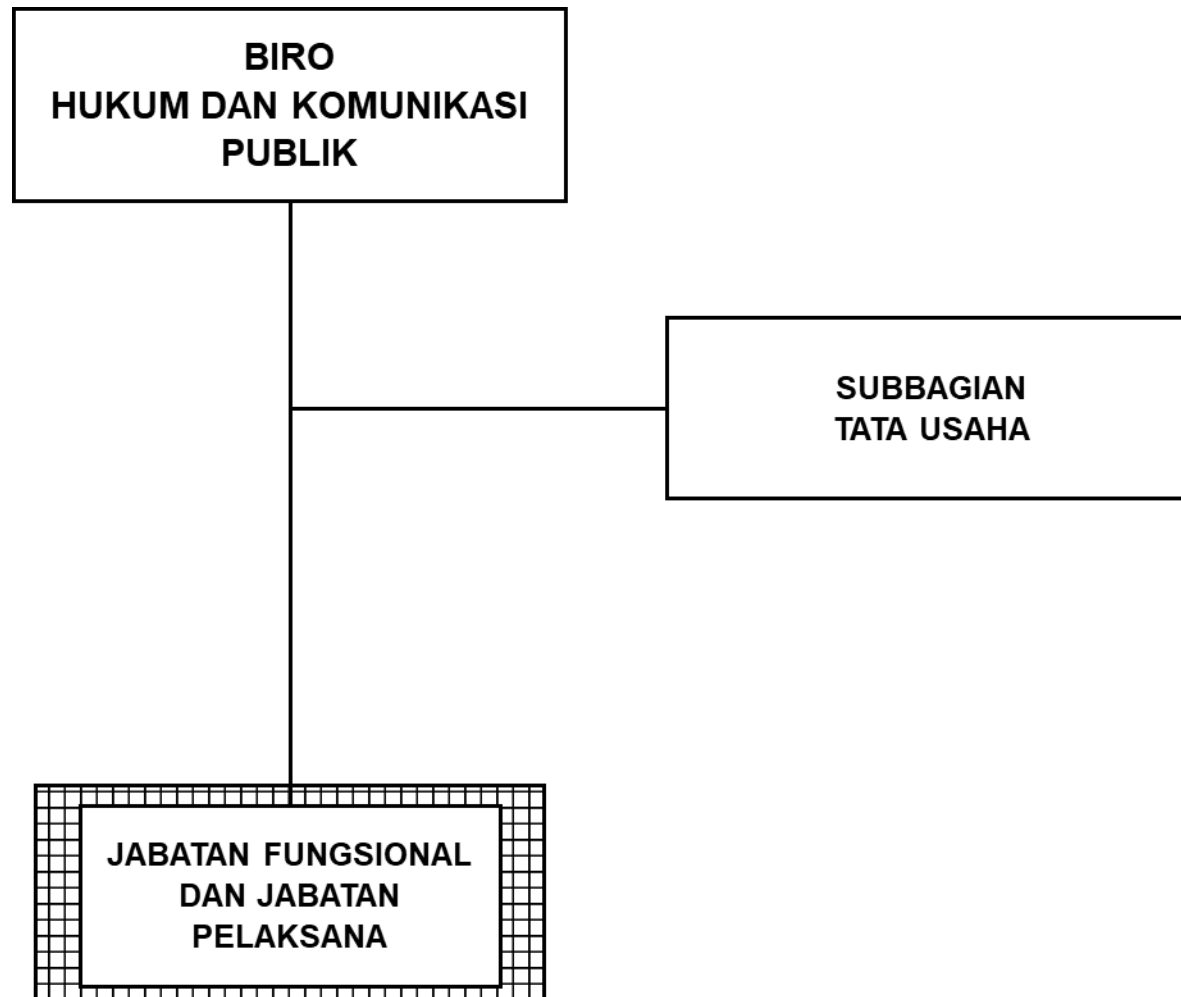 BIRO
HUKUM DAN KOMUNIKASI
PUBLIK
SUBBAGIAN
TATA USAHA
JABATAN FUNGSIONAL
DAN JABATAN
PELAKSANA